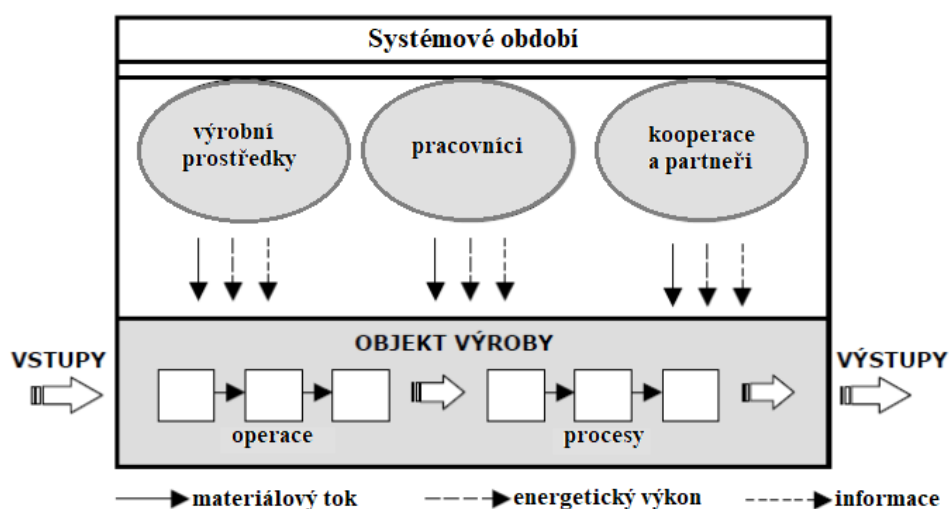 Systémové období
výrobní
prostředky
pracovníci
kooperace
a partneři
OBJEKT VÝROBY
VSTUPY
VÝSTUPY
operace
procesy
materiálový tok
energetický výkon
informace